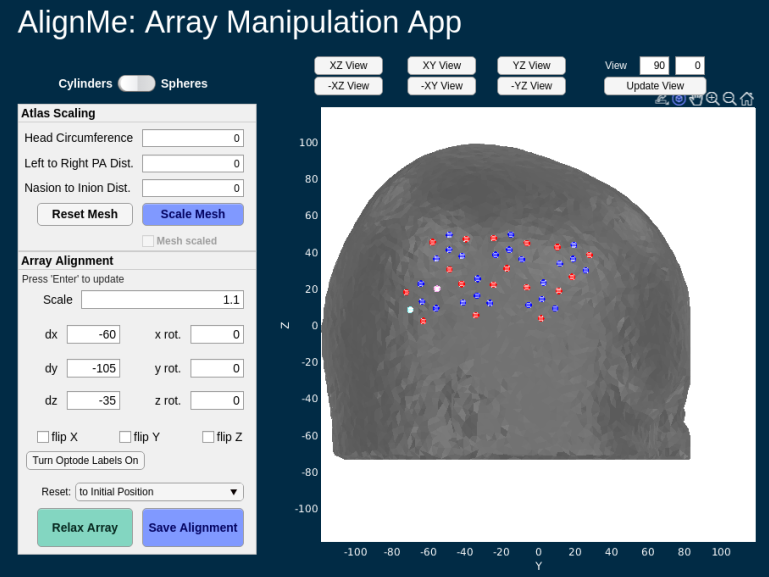 AlignMe: Array Manipulation App
XZ View
XY View
YZ View
View
90
0
Cylinders
Spheres
-XZ View
-XY View
-YZ View
Update View
Atlas Scaling
Head Circumference
0
Left to Right PA Dist.
0
Nasion to Inion Dist.
0
Reset Mesh
Scale Mesh
Mesh scaled
Array Alignment
Press 'Enter' to update
Scale
1.1
dx
-60
x rot.
0
dy
-105
y rot.
0
dz
-35
z rot.
0
flip X
flip Y
flip Z
Turn Optode Labels On
Reset:
to Initial Position
Relax Array
Save Alignment
100
80
60
40
20
0
-20
-40
-60
-80
-100
Z
-100
-80
-60
-40
-20
0
20
40
60
80
100
Y